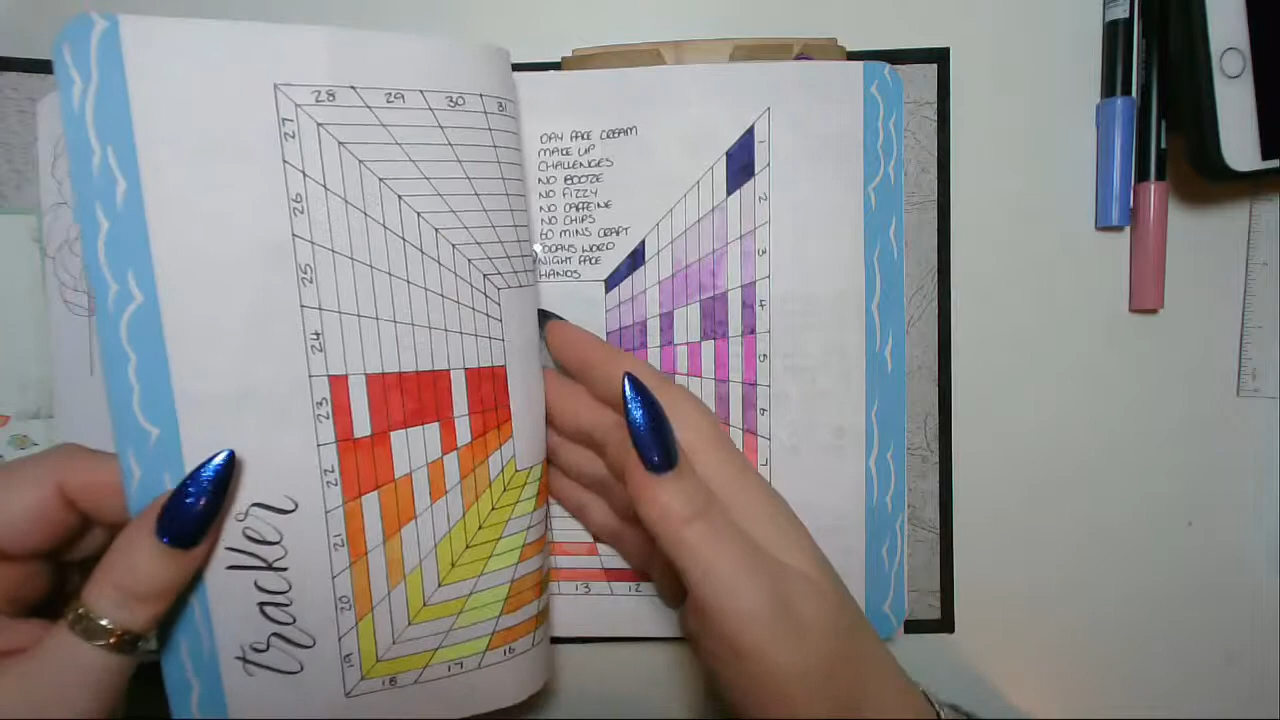 28 29 30 31
27
26
25
24
23
22
21
20
19
18 17 16
tracker
DAY FACE CREAM
MAKE UP
CHALLENGES
NO BOOZE
NO FIZZY
NO CAFFEINE
NO CHIPS
60 MINS CRAFT
TODAYS WORD
NIGHT FACE
HANDS
1
2
3
4
5
6
7
13 12